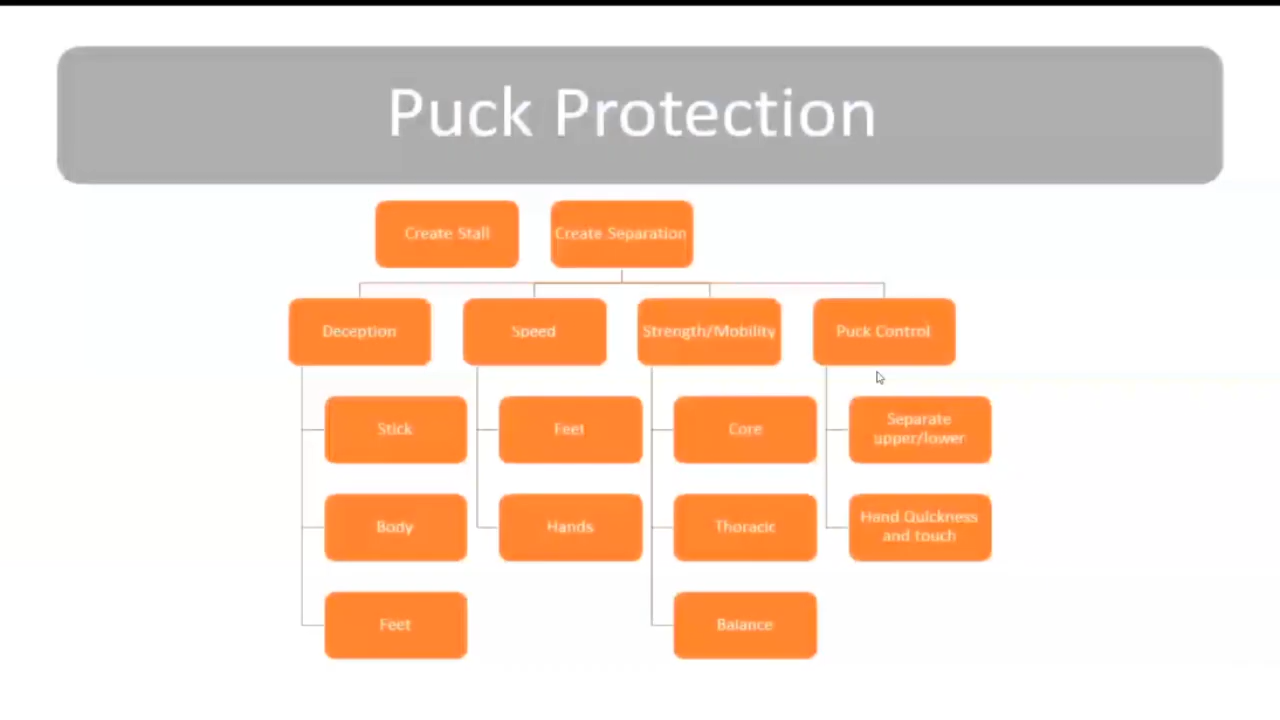 Puck Protection
Create Stall
Create Separation
Deception
Speed
Strength/Mobility
Puck Control
Stick
Feet
Core
Separate
upper/lower
Body
Hands
Thoracic
Hand Quickness
and touch
Feet
Balance